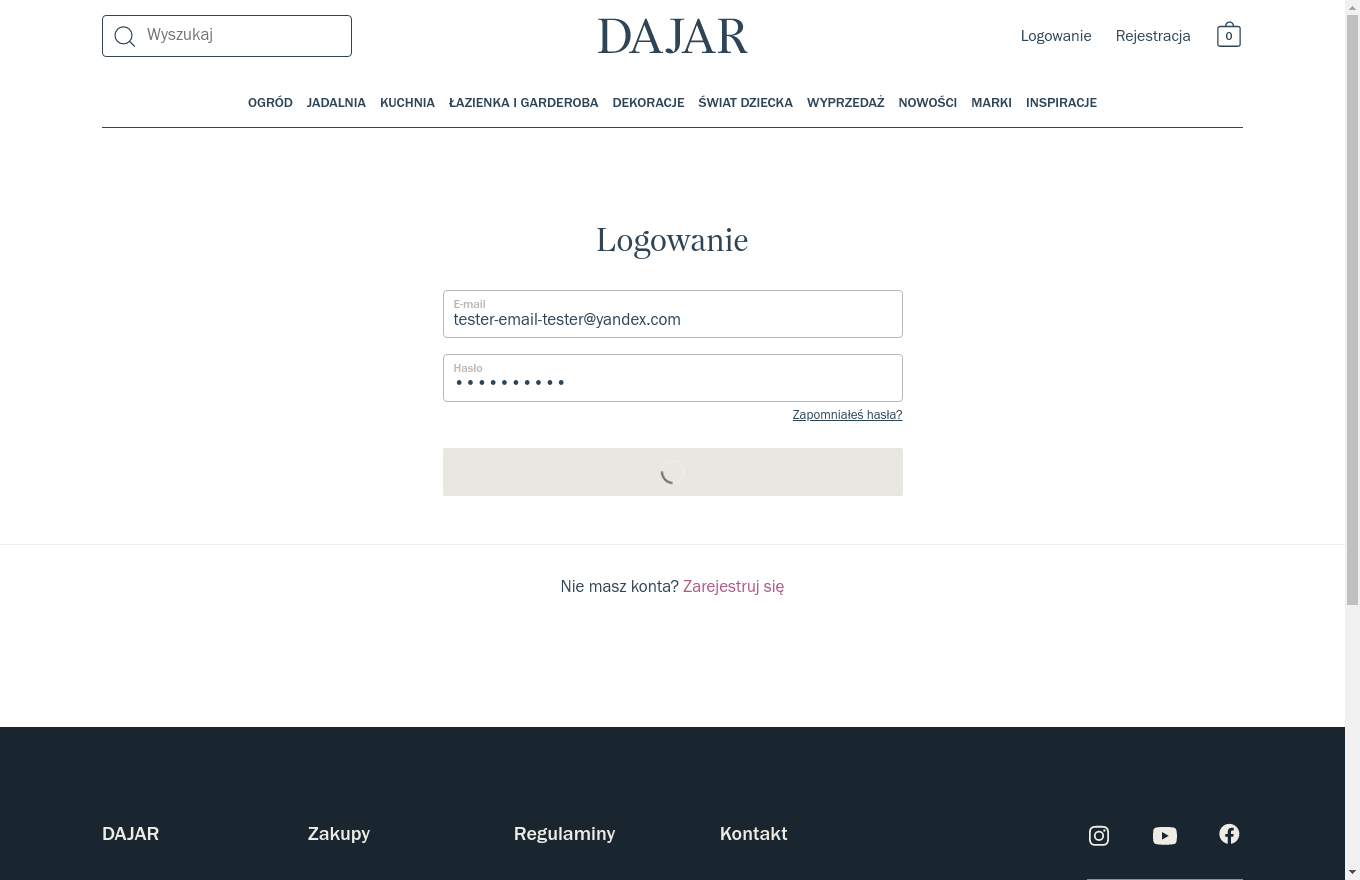 Wyszukaj
DAJAR
Logowanie
Rejestracja
0
OGRÓD JADALNIA KUCHNIA ŁAZIENKA I GARDEROBA DEKORACJE ŚWIAT DZIECKA WYPRZEDAŻ NOWOŚCI MARKI INSPIRACJE
Logowanie
E-mail
tester-email-tester@yandex.com
Hasło
••••••••••
Zapomniałeś hasła?
Nie masz konta? Zarejestruj się
DAJAR
Zakupy
Regulaminy
Kontakt